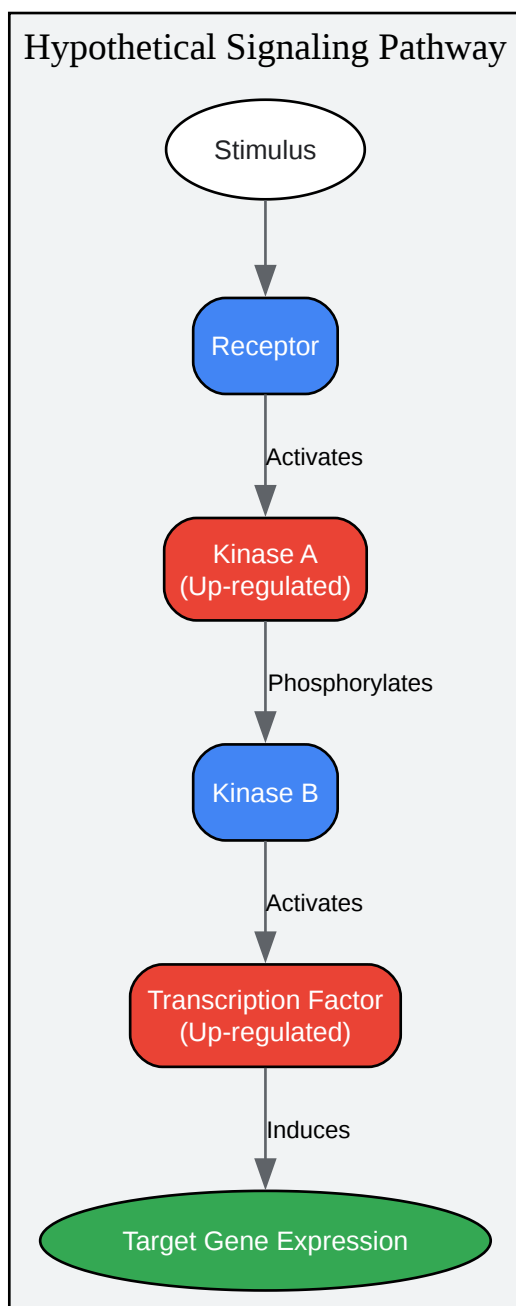 Hypothetical Signaling Pathway
Stimulus
Receptor
Activates
Kinase A
(Up-regulated)
Phosphorylates
Kinase B
Activates
Transcription Factor
(Up-regulated)
Induces
Target Gene Expression